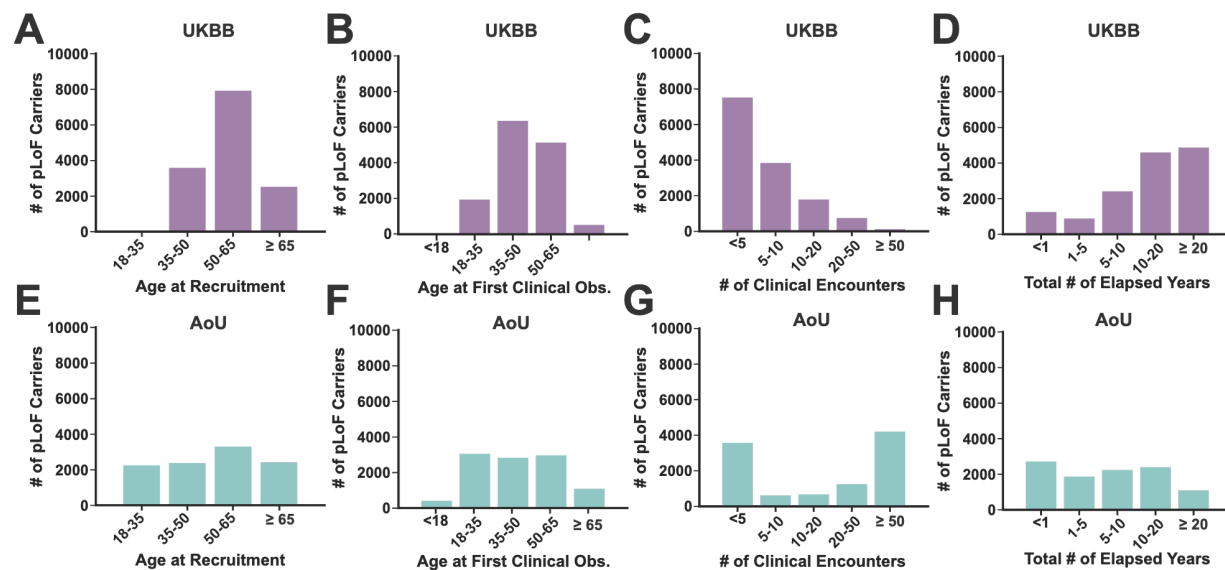 A
UKBB
10000
8000
6000
4000
2000
0
# of pLoF Carriers
18-35
35-50
50-65
≥ 65
Age at Recruitment
B
UKBB
10000
8000
6000
4000
2000
0
# of pLoF Carriers
<18
18-35
35-50
50-65
Age at First Clinical Obs.
C
UKBB
10000
8000
6000
4000
2000
0
# of pLoF Carriers
<5
5-10
10-20
20-50
≥ 50
# of Clinical Encounters
D
UKBB
10000
8000
6000
4000
2000
0
# of pLoF Carriers
<1
1-5
5-10
10-20
≥ 20
Total # of Elapsed Years
E
AoU
10000
8000
6000
4000
2000
0
# of pLoF Carriers
18-35
35-50
50-65
≥ 65
Age at Recruitment
F
AoU
10000
8000
6000
4000
2000
0
# of pLoF Carriers
<18
18-35
35-50
50-65
≥ 65
Age at First Clinical Obs.
G
AoU
10000
8000
6000
4000
2000
0
# of pLoF Carriers
<5
5-10
10-20
20-50
≥ 50
# of Clinical Encounters
H
AoU
10000
8000
6000
4000
2000
0
# of pLoF Carriers
<1
1-5
5-10
10-20
≥ 20
Total # of Elapsed Years